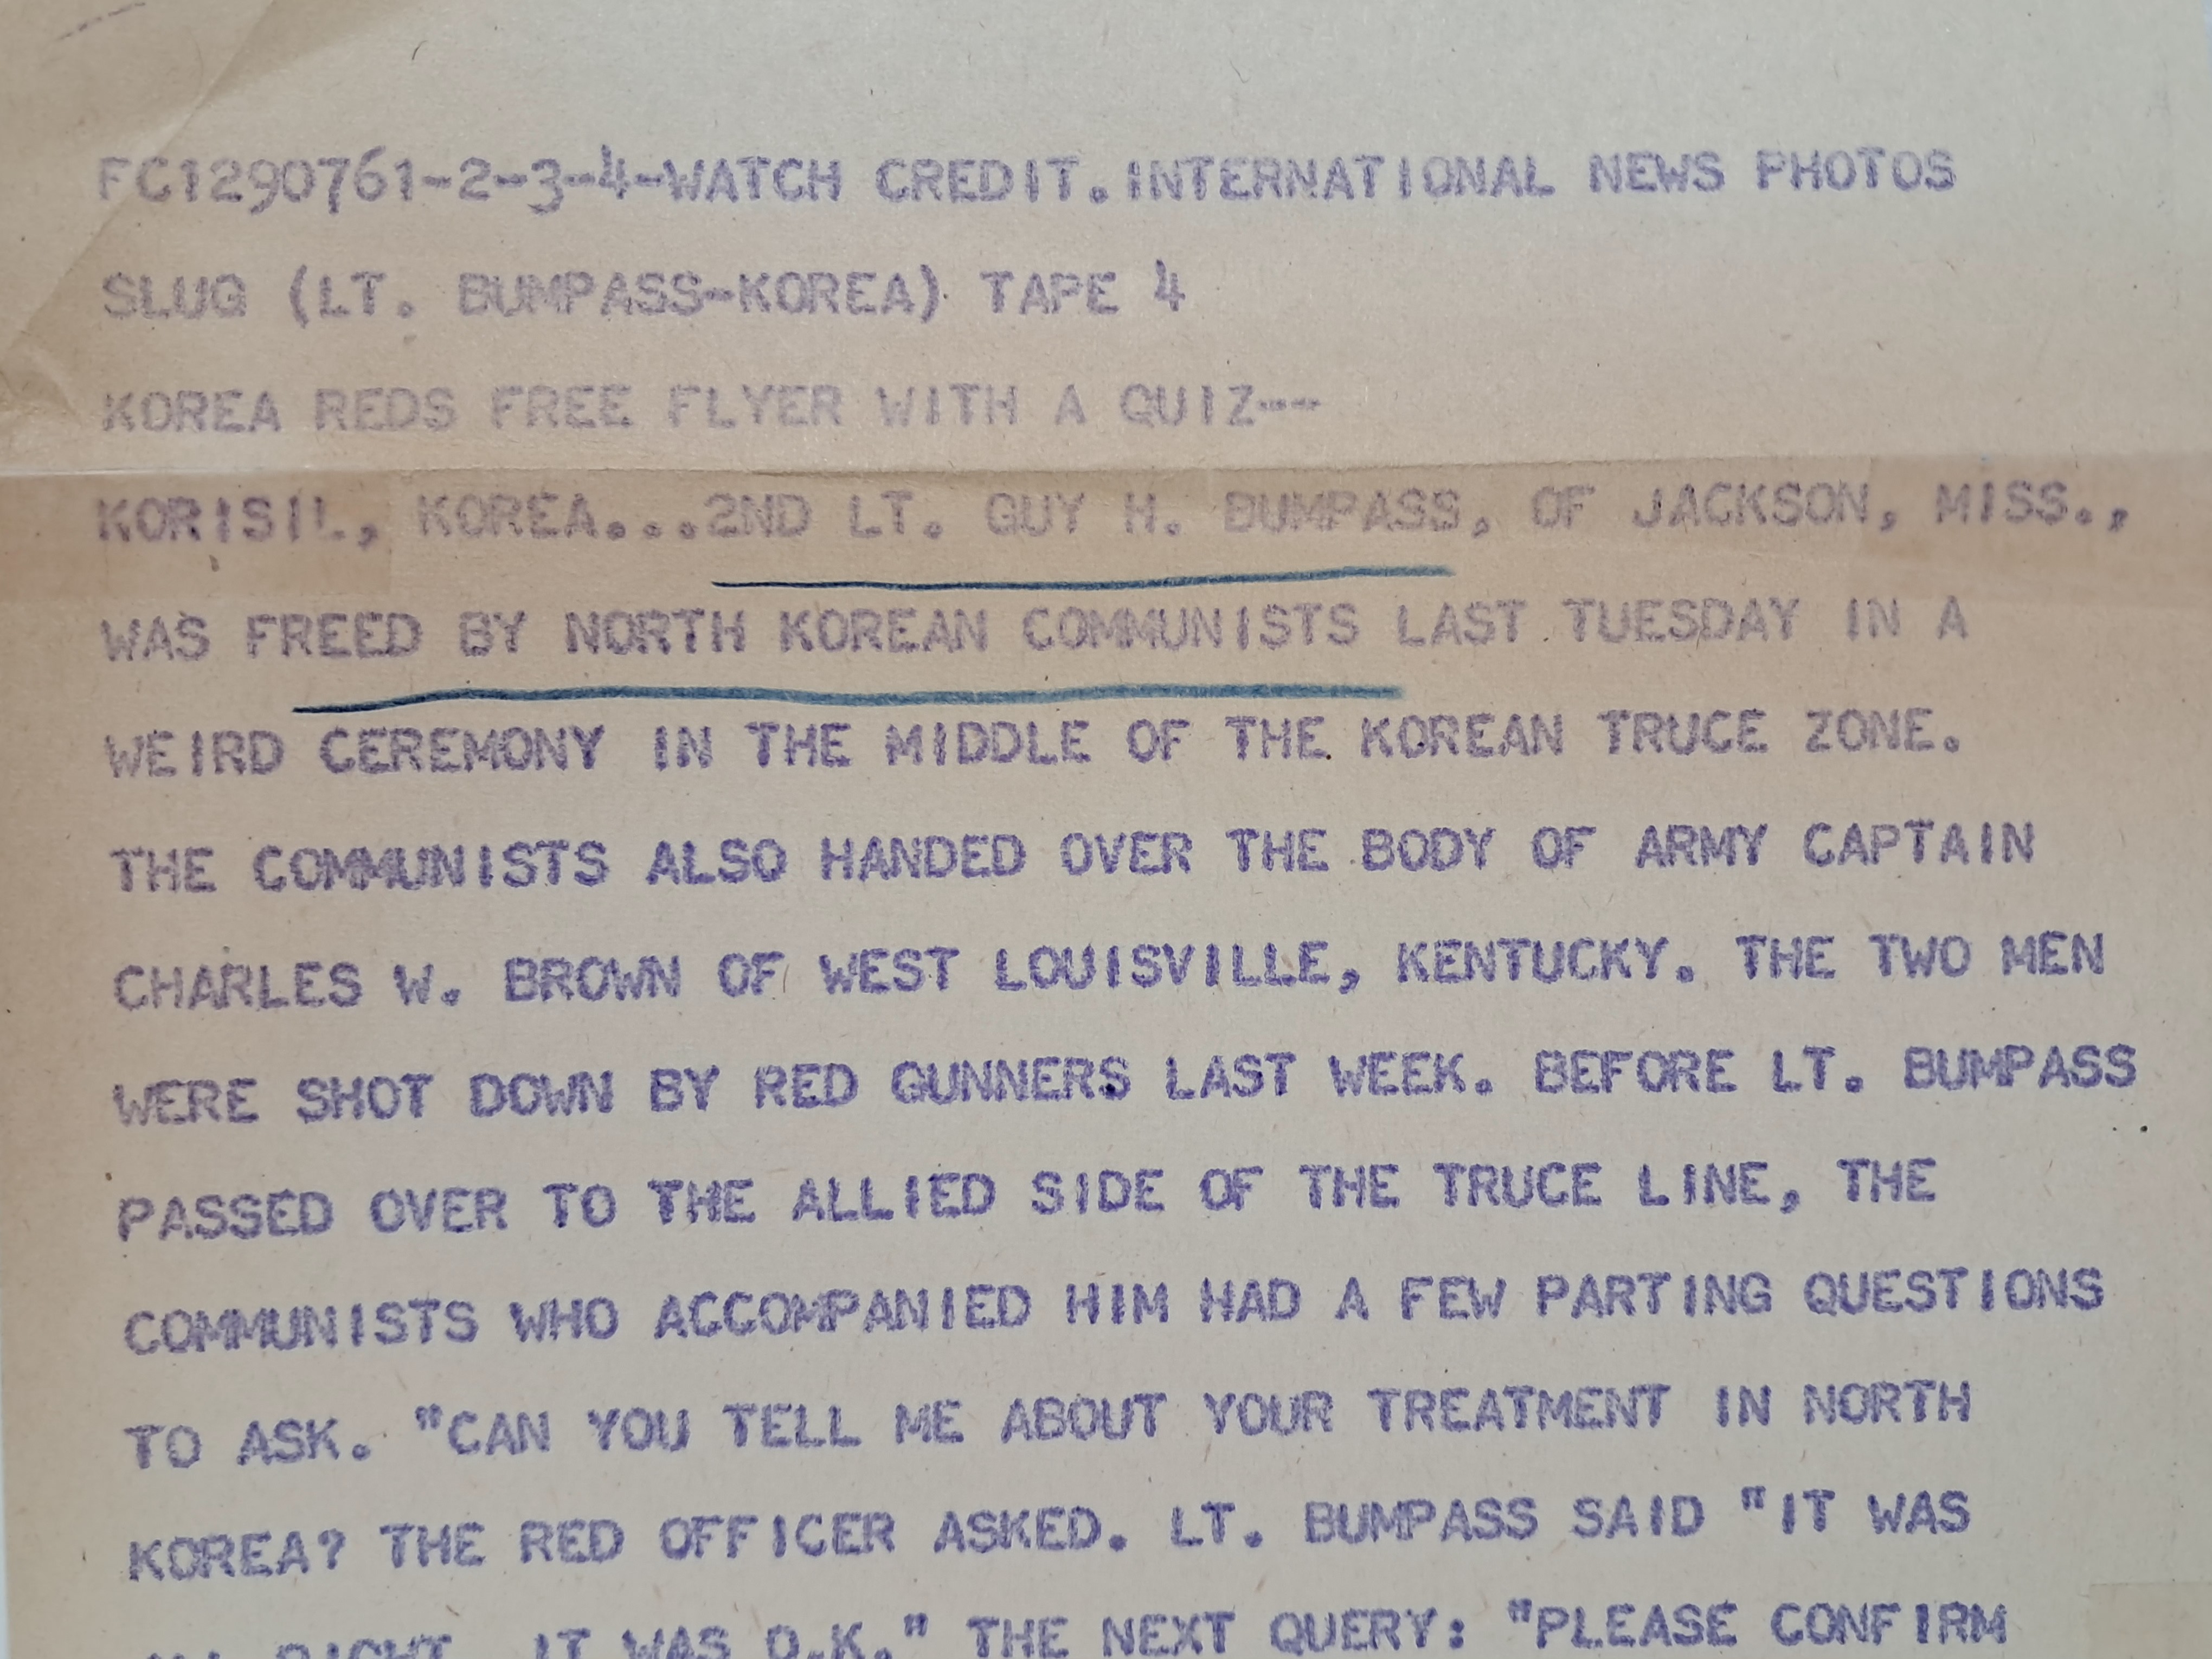 FC1290761-2-3-4-WATCH CREDIT.INTERNATIONAL NEWS PHOTOS
SLUG (LT. BUMPASS-KOREA) TAPE 4
KOREA REDS FREE FLYER WITH A QUIZ--
KORISIL, KOREA...2ND LT. GUY H. BUMPASS, OF JACKSON, MISS.,
WAS FREED BY NORTH KOREAN COMMUNISTS LAST TUESDAY IN A
WEIRD CEREMONY IN THE MIDDLE OF THE KOREAN TRUCE ZONE.
THE COMMUNISTS ALSO HANDED OVER THE BODY OF ARMY CAPTAIN
CHARLES W. BROWN OF WEST LOUISVILLE, KENTUCKY. THE TWO MEN
WERE SHOT DOWN BY RED GUNNERS LAST WEEK. BEFORE LT. BUMPASS
PASSED OVER TO THE ALLIED SIDE OF THE TRUCE LINE, THE
COMMUNISTS WHO ACCOMPANIED HIM HAD A FEW PARTING QUESTIONS
TO ASK. "CAN YOU TELL ME ABOUT YOUR TREATMENT IN NORTH
KOREA? THE RED OFFICER ASKED. LT. BUMPASS SAID "IT WAS
ALL RIGHT. IT WAS O.K." THE NEXT QUERY: "PLEASE CONFIRM